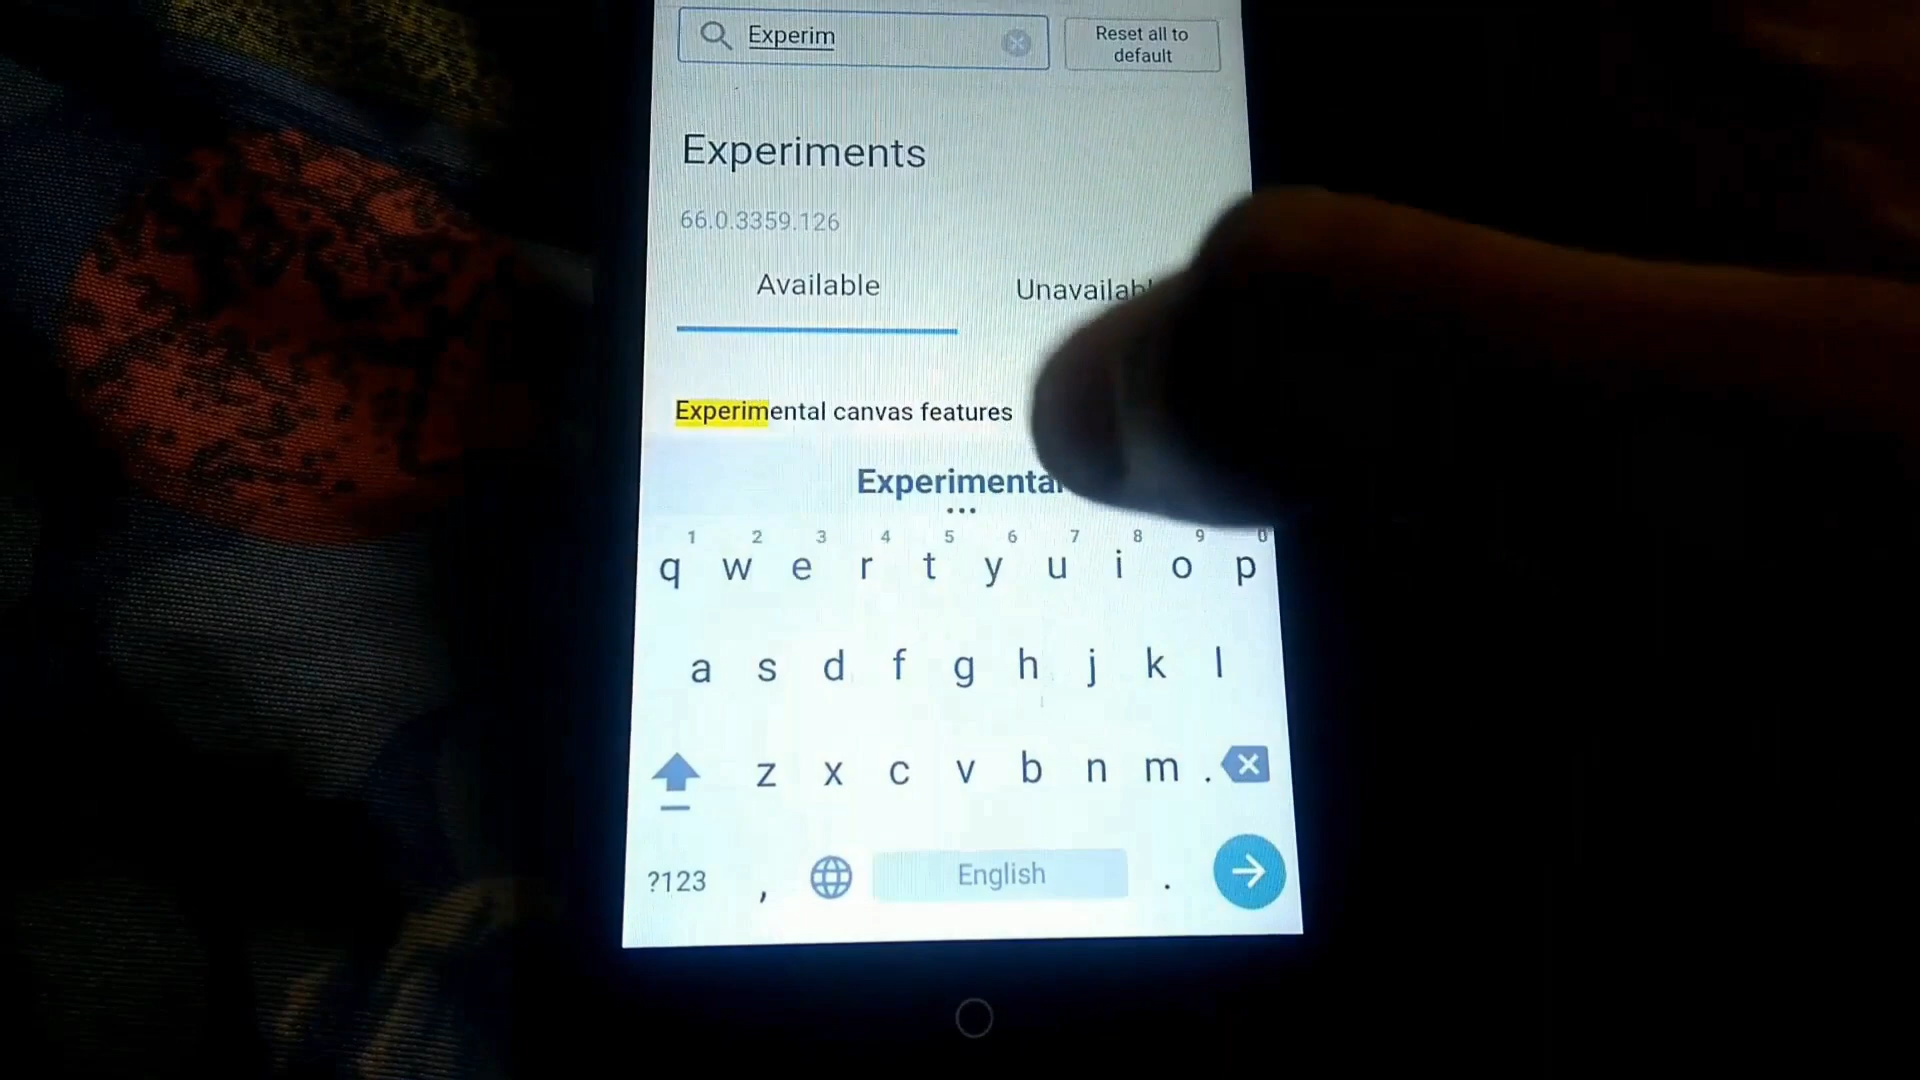 Experim
Reset all to
default
Experiments
66.0.3359.126
Available
Experimental canvas features
Experimental
1 2 3 4 5 6 7 8 9 0
q w e r t y u i o p
a s d f g h j k l
z x c v b n m .
?123 , English .